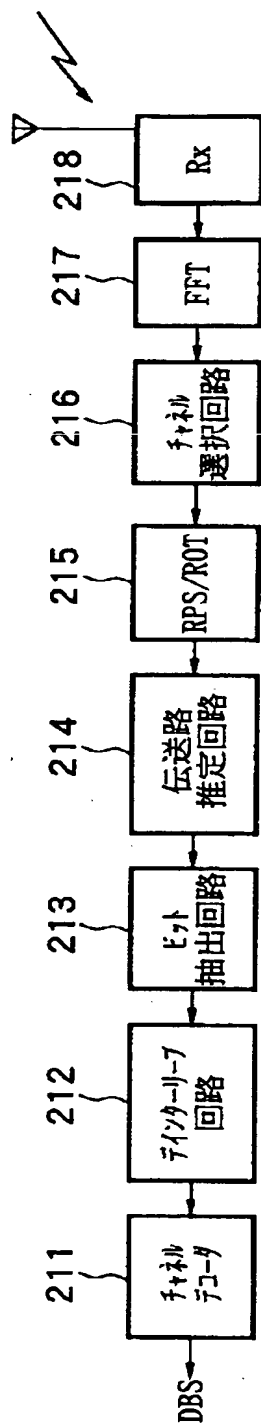 218
Rx
217
FFT
216
チャネル
選択回路
215
RPS/ROT
214
伝送路
推定回路
213
ビット
抽出回路
212
デインターリーブ
回路
211
チャネル
デコーダ
DBS